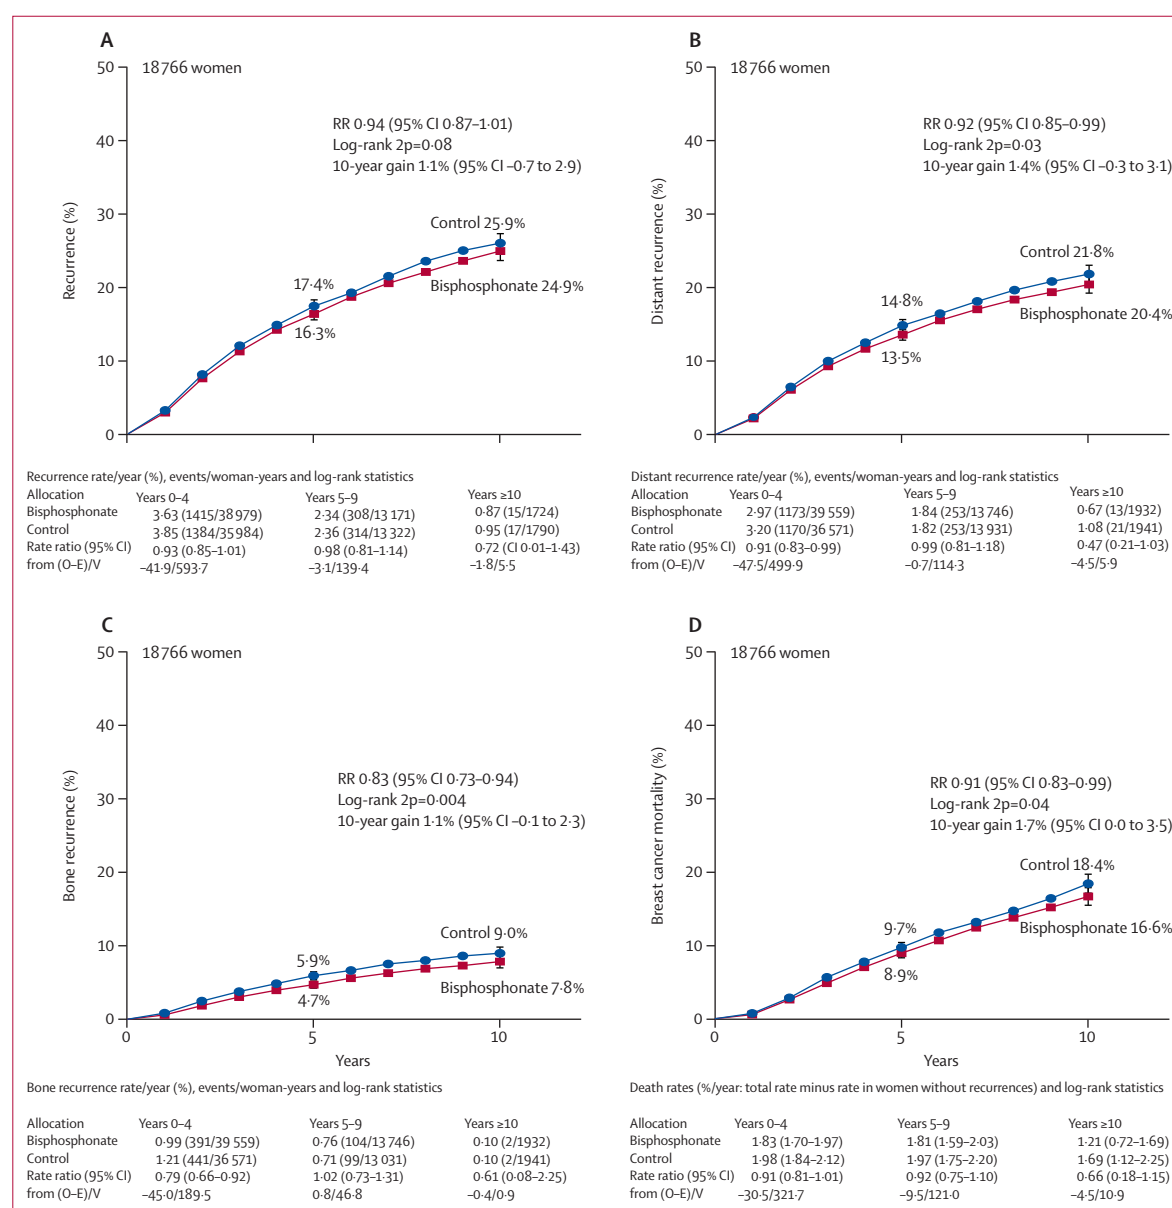 A
50
18 766 women
RR 0·94 (95% CI 0·87–1·01)
Log-rank 2p=0·08
10-year gain 1·1% (95% CI –0·7 to 2·9)
40
30
20
10
0
Recurrence (%)
Control 25·9%
17·4%
Bisphosphonate 24·9%
16·3%
Recurrence rate/year (%), events/woman-years and log-rank statistics
Allocation Years 0–4 Years 5–9 Years ≥10
Bisphosphonate 3·63 (1415/38 979) 2·34 (308/13 171) 0·87 (15/1724)
Control 3·85 (1384/35 984) 2·36 (314/13 322) 0·95 (17/1790)
Rate ratio (95% CI) 0·93 (0·85–1·01) 0·98 (0·81–1·14) 0·72 (CI 0·01–1·43)
from (O–E)/V –41·9/593·7 –3·1/139·4 –1·8/5·5
B
50
18 766 women
RR 0·92 (95% CI 0·85–0·99)
Log-rank 2p=0·03
10-year gain 1·4% (95% CI –0·3 to 3·1)
40
30
20
10
0
Distant recurrence (%)
Control 21·8%
14·8%
Bisphosphonate 20·4%
13·5%
Distant recurrence rate/year (%), events/woman-years and log-rank statistics
Allocation Years 0–4 Years 5–9 Years ≥10
Bisphosphonate 2·97 (1173/39 559) 1·84 (253/13 746) 0·67 (13/1932)
Control 3·20 (1170/36 571) 1·82 (253/13 931) 1·08 (21/1941)
Rate ratio (95% CI) 0·91 (0·83–0·99) 0·99 (0·81–1·18) 0·47 (0·21–1·03)
from (O–E)/V –47·5/499·9 –0·7/114·3 –4·5/5·9
C
50
18 766 women
RR 0·83 (95% CI 0·73–0·94)
Log-rank 2p=0·004
10-year gain 1·1% (95% CI –0·1 to 2·3)
40
30
20
10
0
Bone recurrence (%)
Control 9·0%
5·9%
Bisphosphonate 7·8%
4·7%
0 5 10
Years
Bone recurrence rate/year (%), events/woman-years and log-rank statistics
Allocation Years 0–4 Years 5–9 Years ≥10
Bisphosphonate 0·99 (391/39 559) 0·76 (104/13 746) 0·10 (2/1932)
Control 1·21 (441/36 571) 0·71 (99/13 031) 0·10 (2/1941)
Rate ratio (95% CI) 0·79 (0·66–0·92) 1·02 (0·73–1·31) 0·61 (0·08–2·25)
from (O–E)/V –45·0/189·5 0·8/46·8 –0·4/0·9
D
50
18 766 women
RR 0·91 (95% CI 0·83–0·99)
Log-rank 2p=0·04
10-year gain 1·7% (95% CI 0·0 to 3·5)
40
30
20
10
0
Breast cancer mortality (%)
Control 18·4%
9·7%
Bisphosphonate 16·6%
8·9%
0 5 10
Years
Death rates (%/year: total rate minus rate in women without recurrences) and log-rank statistics
Allocation Years 0–4 Years 5–9 Years ≥10
Bisphosphonate 1·83 (1·70–1·97) 1·81 (1·59–2·03) 1·21 (0·72–1·69)
Control 1·98 (1·84–2·12) 1·97 (1·75–2·20) 1·69 (1·12–2·25)
Rate ratio (95% CI) 0·91 (0·81–1·01) 0·92 (0·75–1·10) 0·66 (0·18–1·15)
from (O–E)/V –30·5/321·7 –9·5/121·0 –4·5/10·9